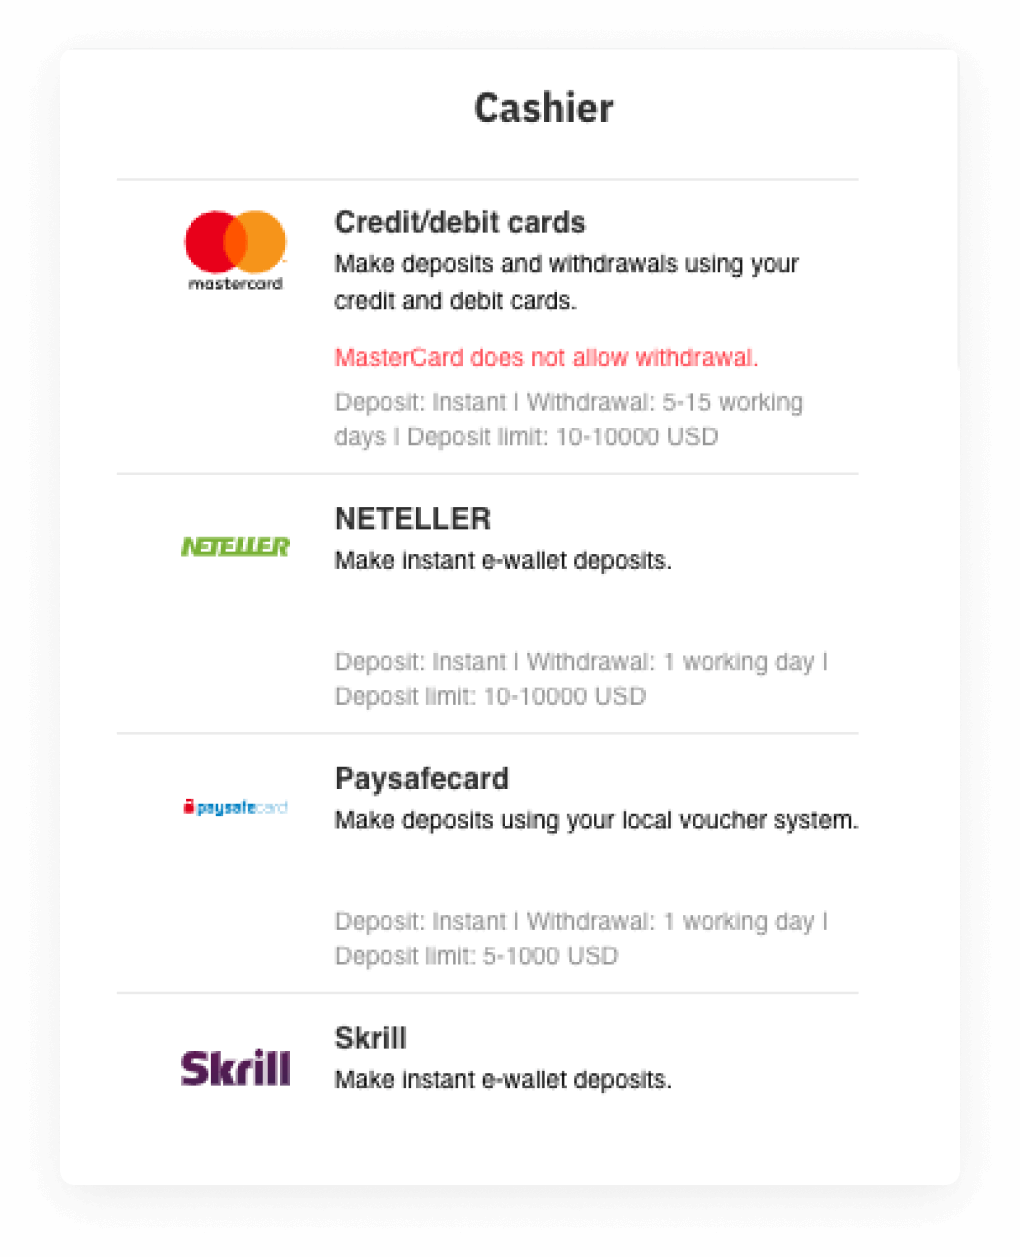 Cashier
mastercard
Credit/debit cards
Make deposits and withdrawals using your
credit and debit cards.
MasterCard does not allow withdrawal.
Deposit: Instant | Withdrawal: 5-15 working
days | Deposit limit: 10-10000 USD
NETELLER
NETELLER
Make instant e-wallet deposits.
Deposit: Instant | Withdrawal: 1 working day |
Deposit limit: 10-10000 USD
paysafecard
Paysafecard
Make deposits using your local voucher system.
Deposit: Instant | Withdrawal: 1 working day |
Deposit limit: 5-1000 USD
Skrill
Skrill
Make instant e-wallet deposits.